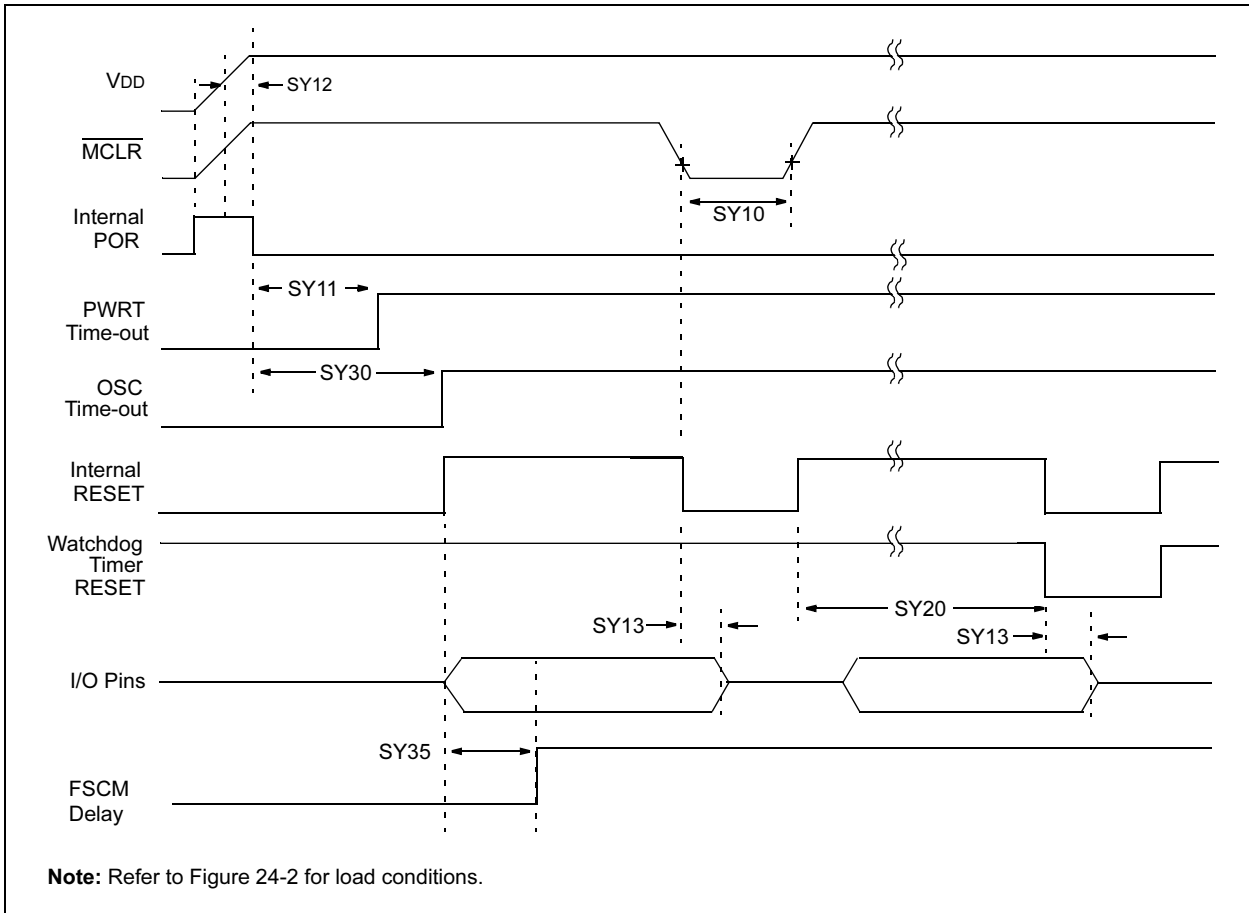 VDD
SY12
MCLR
SY10
Internal
POR
SY11
PWRT
Time-out
SY30
OSC
Time-out
Internal
RESET
Watchdog
Timer
RESET
SY20
SY13
SY13
I/O Pins
SY35
FSCM
Delay
Note: Refer to Figure 24-2 for load conditions.